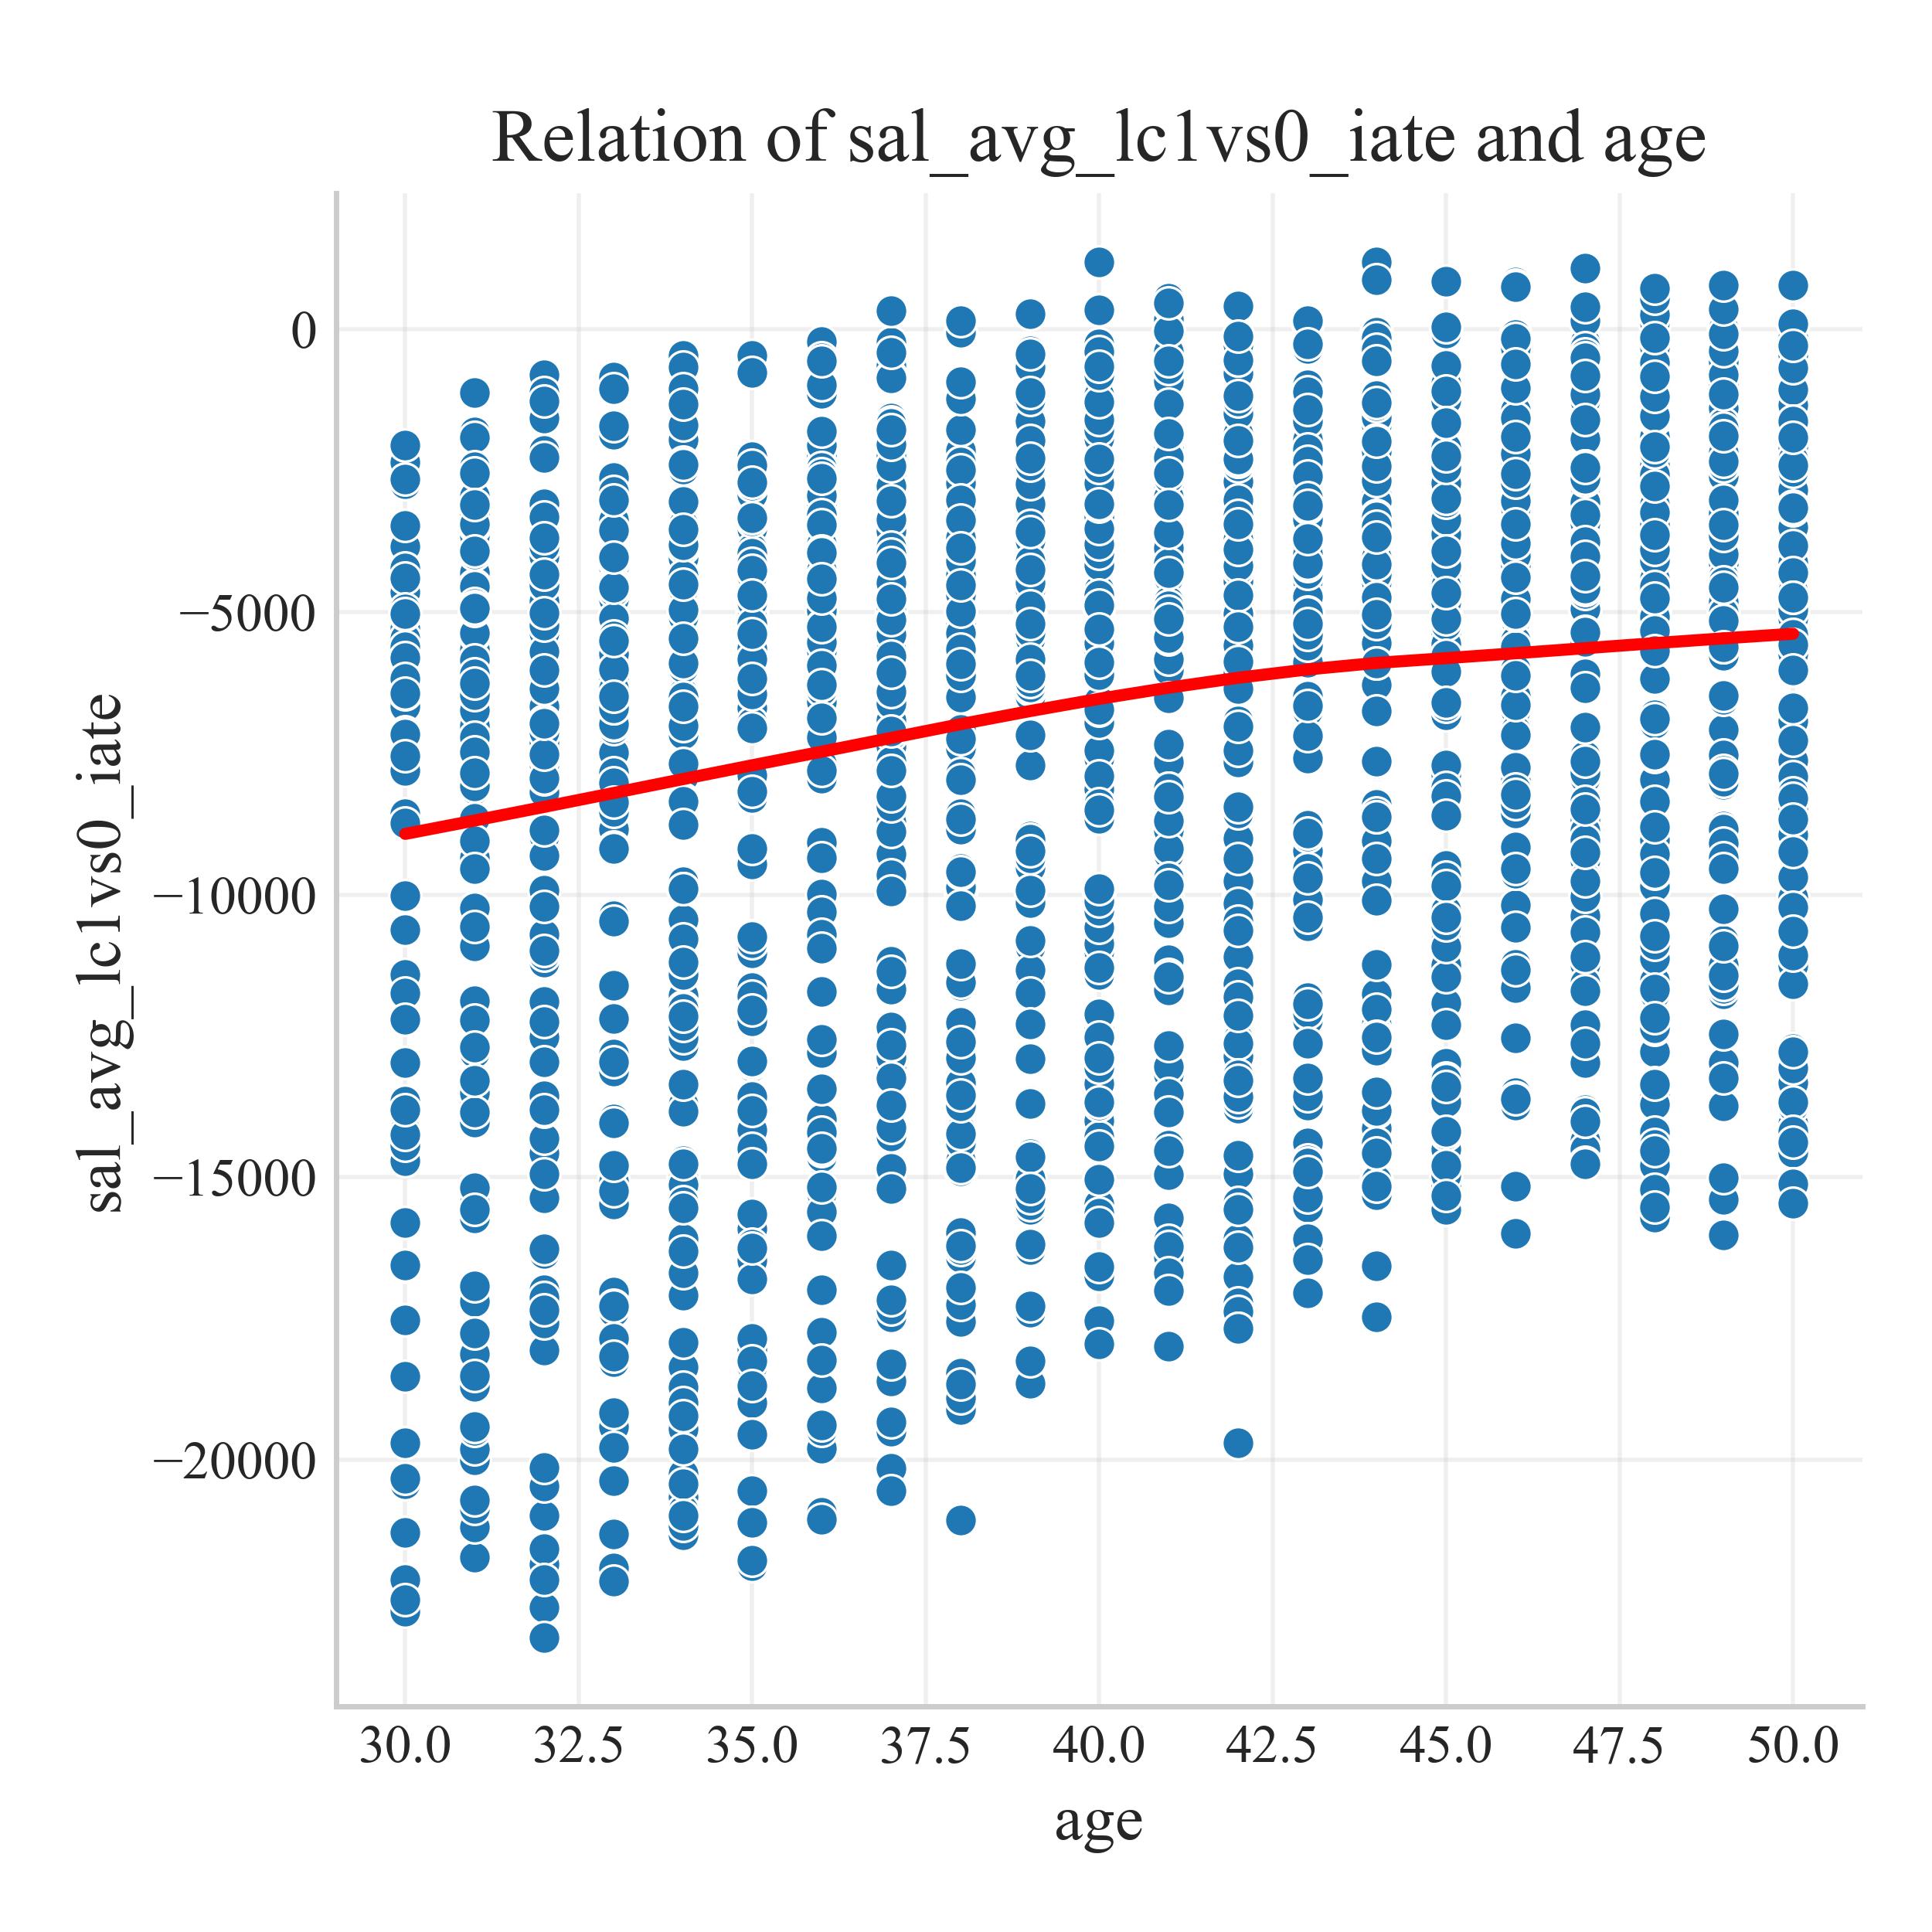 Relation of sal_avg_lc1vs0_iate and age
sal_avg_lc1vs0_iate
0
−5000
−10000
−15000
−20000
30.0 32.5 35.0 37.5 40.0 42.5 45.0 47.5 50.0
age